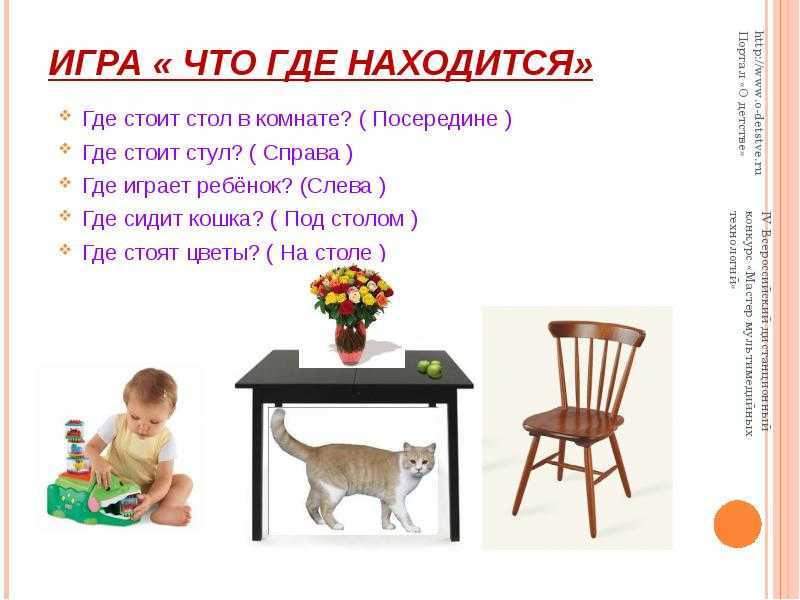 ИГРА « ЧТО ГДЕ НАХОДИТСЯ»
Где стоит стол в комнате? ( Посередине )
Где стоит стул? ( Справа )
Где играет ребёнок? (Слева )
Где сидит кошка? ( Под столом )
Где стоят цветы? ( На столе )
http://www.o-detstve.ru
Портал «О детстве»
IV Всероссийский дистанционный
конкурс «Мастер мультимедийных
технологий»